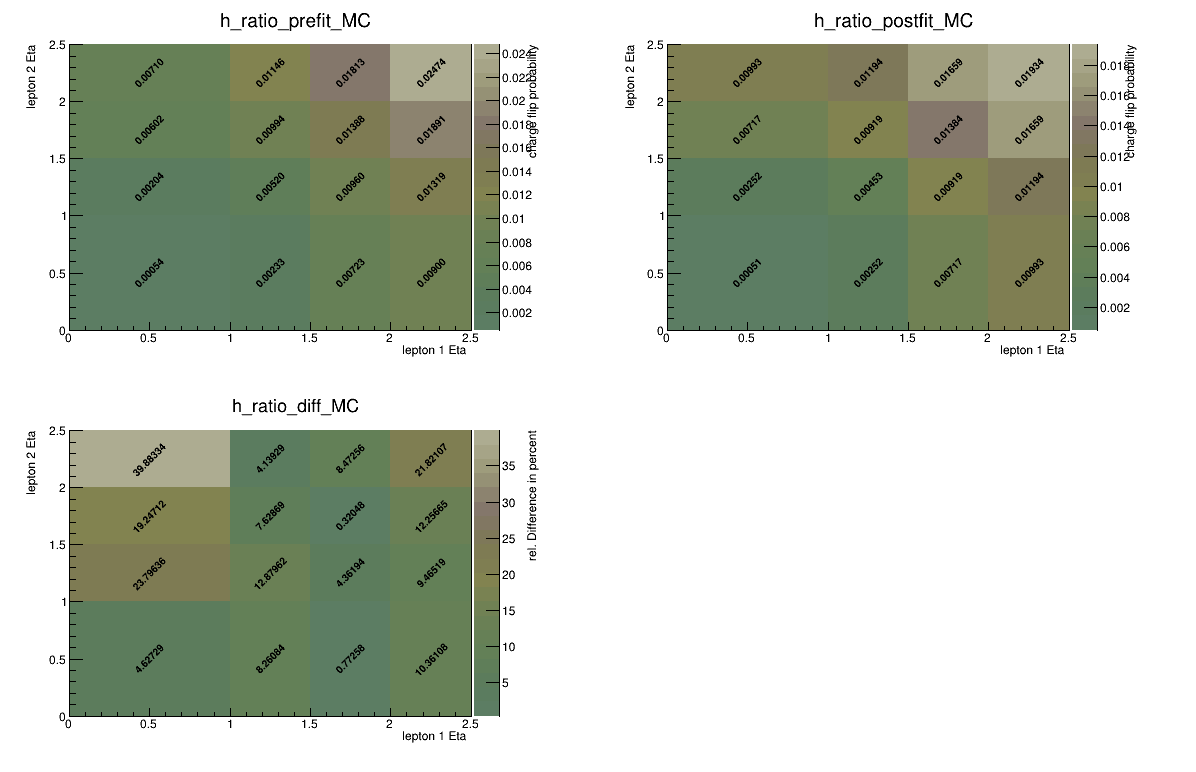 h_ratio_prefit_MC
lepton 2 Eta
2.5
2
1.5
1
0.5
0
0.00710 0.01146 0.01813 0.02474
0.00602 0.00994 0.01388 0.01891
0.00204 0.00520 0.00960 0.01319
0.00054 0.00233 0.00723 0.00900
0 0.5 1 1.5 2 2.5
lepton 1 Eta
0.024
0.022
0.02
0.018
0.016
0.014
0.012
0.01
0.008
0.006
0.004
0.002
charge flip probability
h_ratio_postfit_MC
lepton 2 Eta
2.5
2
1.5
1
0.5
0
0.00993 0.01194 0.01659 0.01934
0.00717 0.00919 0.01384 0.01659
0.00252 0.00453 0.00919 0.01194
0.00051 0.00252 0.00717 0.00993
0 0.5 1 1.5 2 2.5
lepton 1 Eta
0.018
0.016
0.014
0.012
0.01
0.008
0.006
0.004
0.002
charge flip probability
h_ratio_diff_MC
lepton 2 Eta
2.5
2
1.5
1
0.5
0
39.88334 4.13929 8.47256 21.82107
19.24712 7.62869 0.32048 12.25665
23.79636 12.87962 4.36194 9.46519
4.62729 8.26084 0.77258 10.36108
0 0.5 1 1.5 2 2.5
lepton 1 Eta
35
30
25
20
15
10
5
rel. Difference in percent